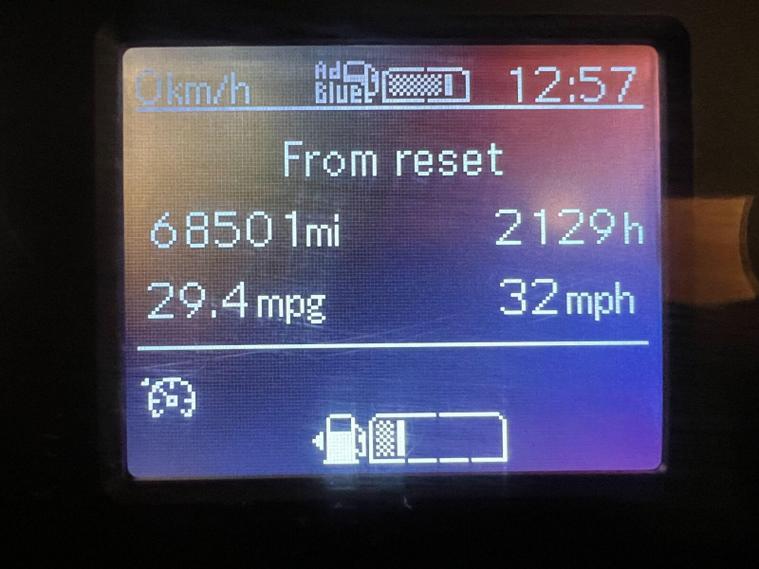 0km/h Ad 12:57
Blue
From reset
68501mi 2129h
29.4mpg 32mph